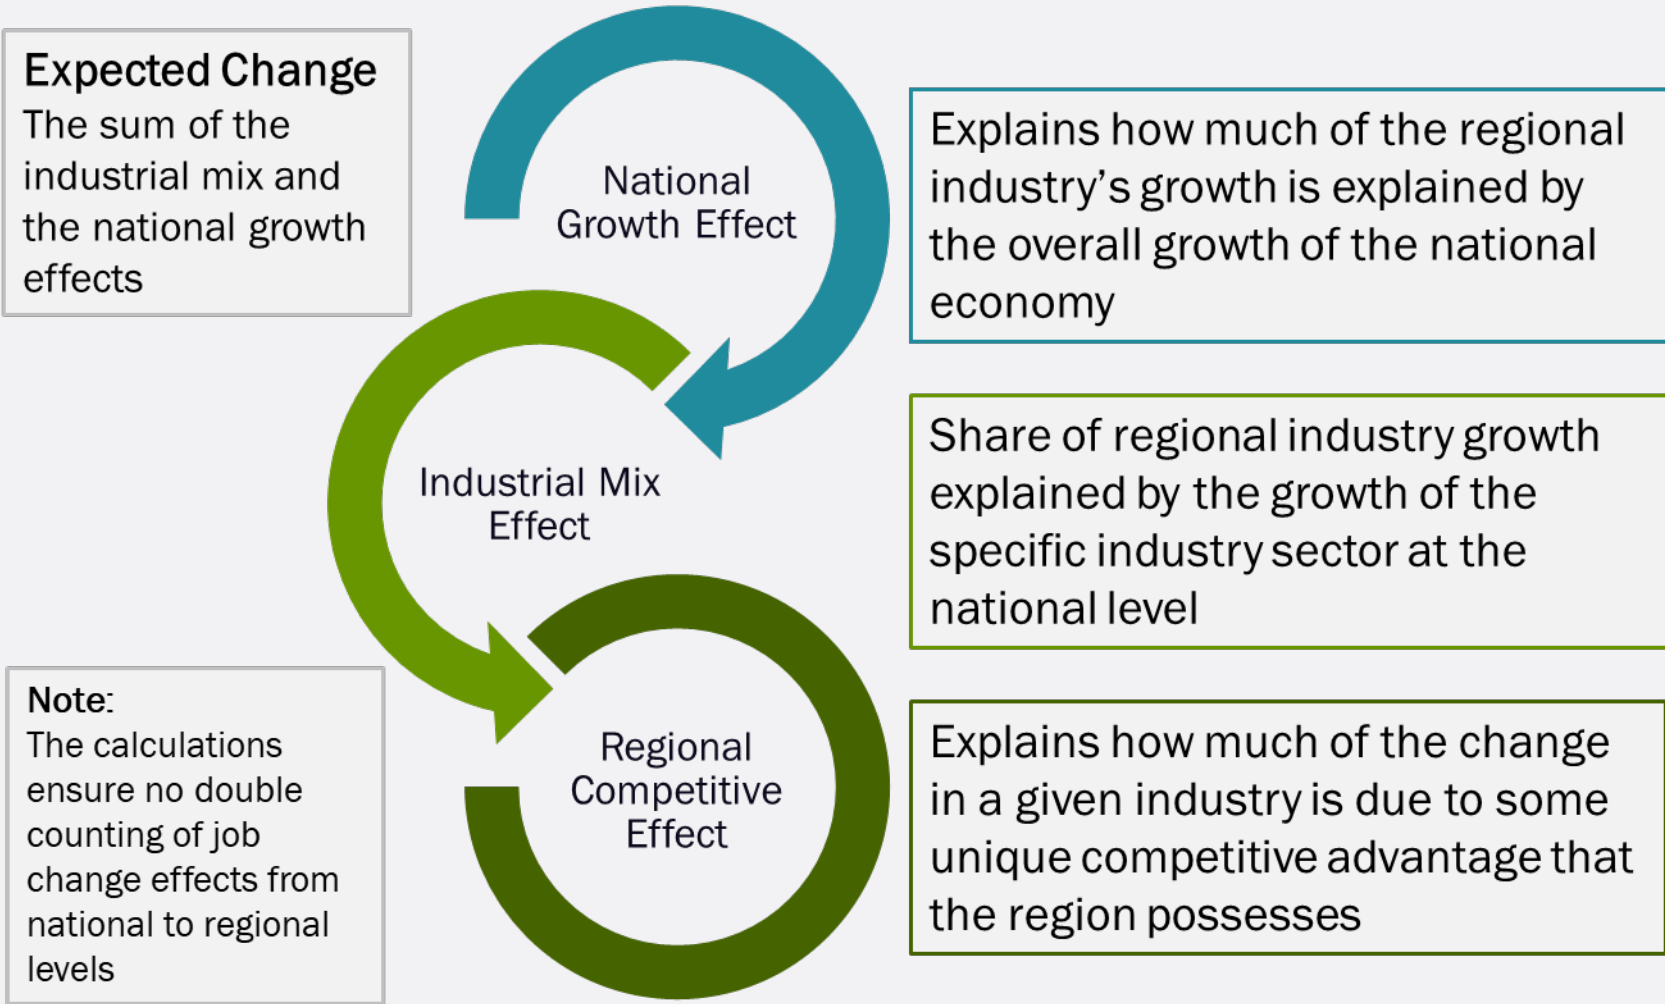 Expected Change
The sum of the
industrial mix and
the national growth
effects
National
Growth Effect
Explains how much of the regional
industry’s growth is explained by
the overall growth of the national
economy
Industrial Mix
Effect
Share of regional industry growth
explained by the growth of the
specific industry sector at the
national level
Note:
The calculations
ensure no double
counting of job
change effects from
national to regional
levels
Regional
Competitive
Effect
Explains how much of the change
in a given industry is due to some
unique competitive advantage that
the region possesses